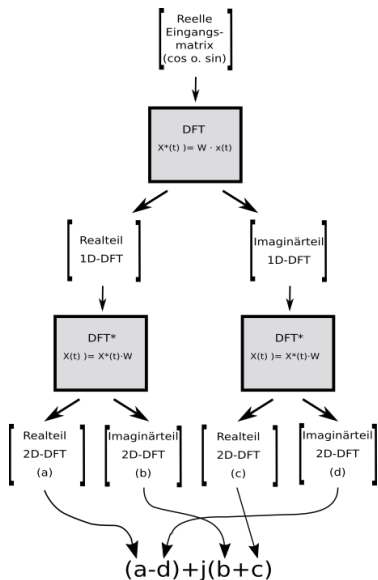 Reelle
Eingangs-
matrix
(cos o. sin)
DFT
X*(t) )= W · x(t)
Realteil
1D-DFT
Imaginärteil
1D-DFT
DFT*
X(t) )= X*(t)·W
DFT*
X(t) )= X*(t)·W
Realteil
2D-DFT
(a)
Imaginärteil
2D-DFT
(b)
Realteil
2D-DFT
(c)
Imaginärteil
2D-DFT
(d)
(a-d)+j(b+c)